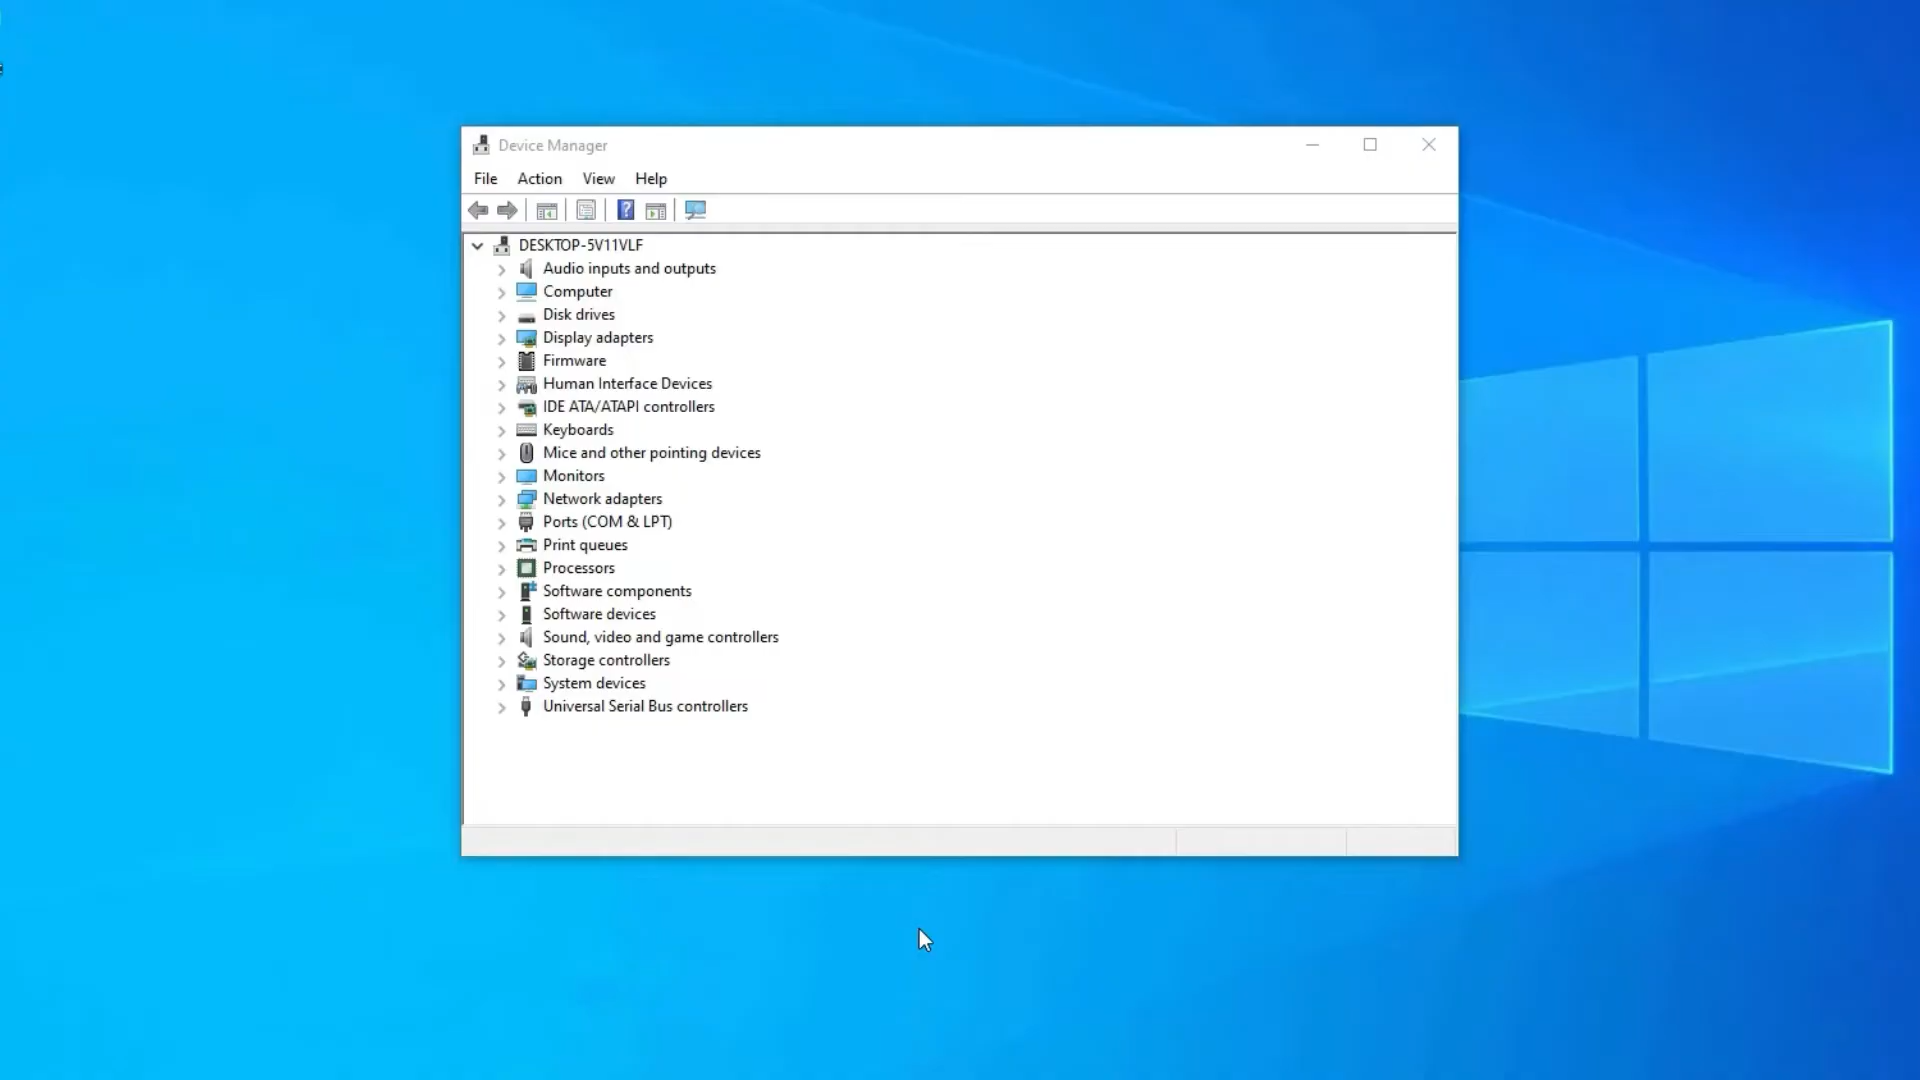 Device Manager
File Action View Help
?
DESKTOP-5V11VLF
Audio inputs and outputs
Computer
Disk drives
Display adapters
Firmware
Human Interface Devices
IDE ATA/ATAPI controllers
Keyboards
Mice and other pointing devices
Monitors
Network adapters
Ports (COM & LPT)
Print queues
Processors
Software components
Software devices
Sound, video and game controllers
Storage controllers
System devices
Universal Serial Bus controllers